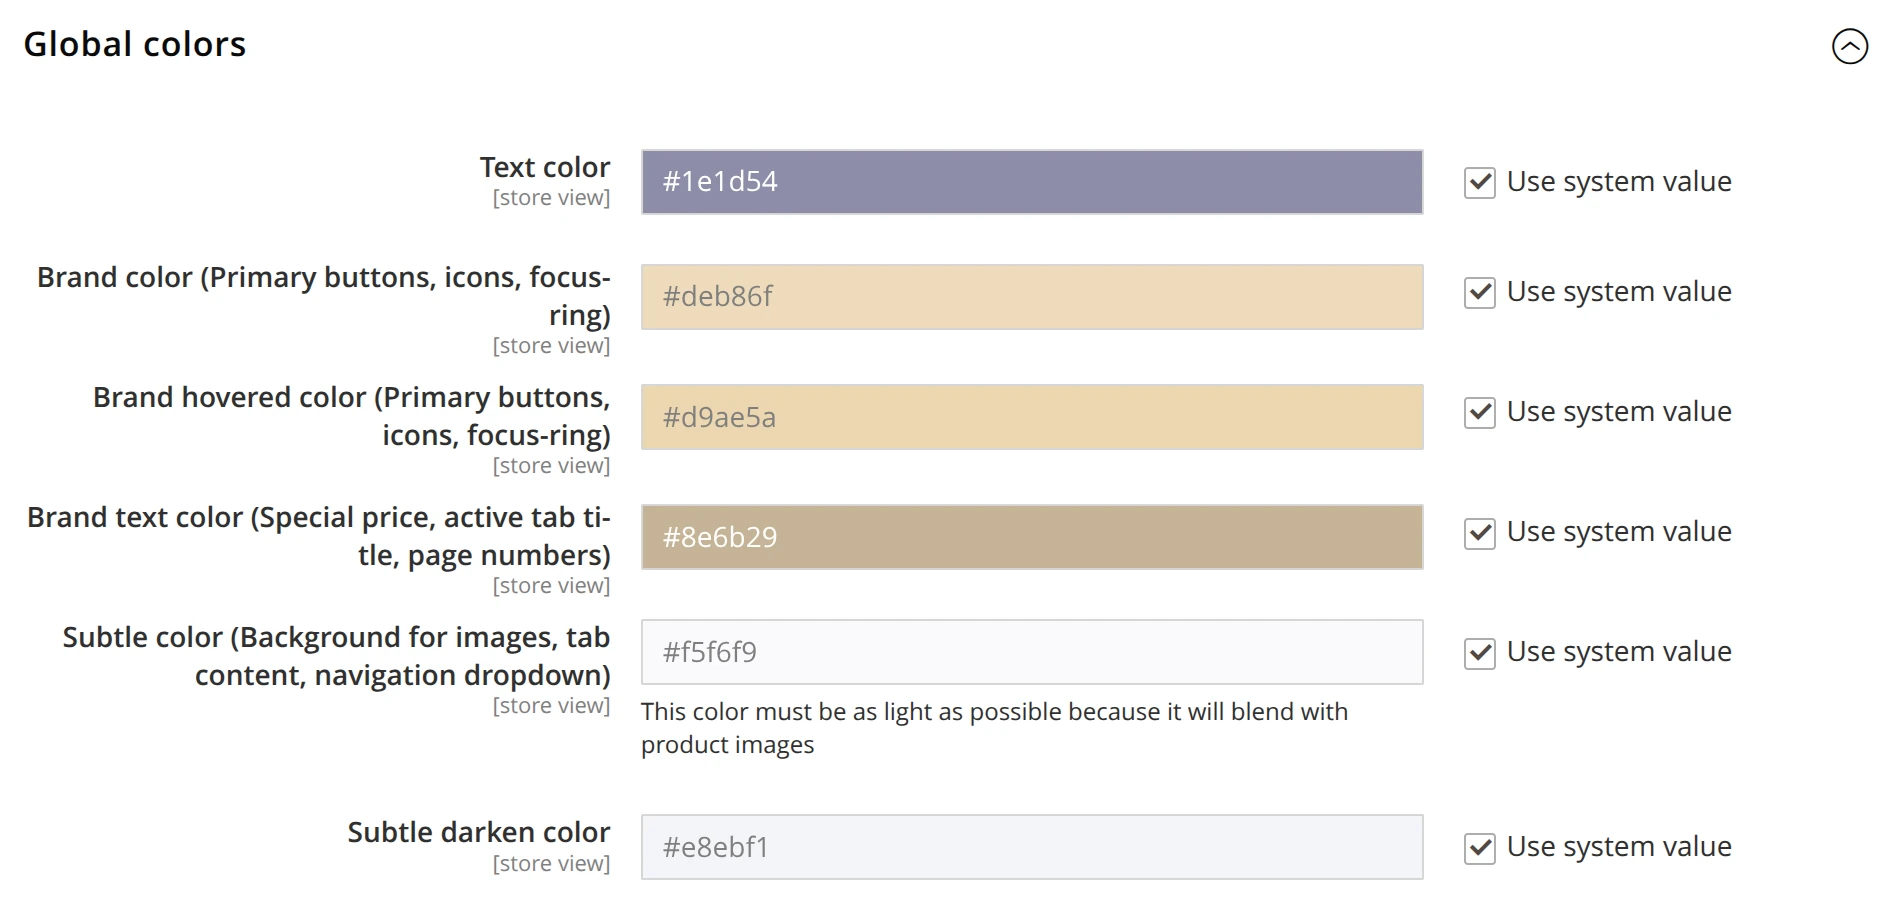 Global colors
Text color
[store view]
#1e1d54
Use system value
Brand color (Primary buttons, icons, focus-
ring)
[store view]
#deb86f
Use system value
Brand hovered color (Primary buttons,
icons, focus-ring)
[store view]
#d9ae5a
Use system value
Brand text color (Special price, active tab ti-
tle, page numbers)
[store view]
#8e6b29
Use system value
Subtle color (Background for images, tab
content, navigation dropdown)
[store view]
#f5f6f9
Use system value
This color must be as light as possible because it will blend with
product images
Subtle darken color
[store view]
#e8ebf1
Use system value